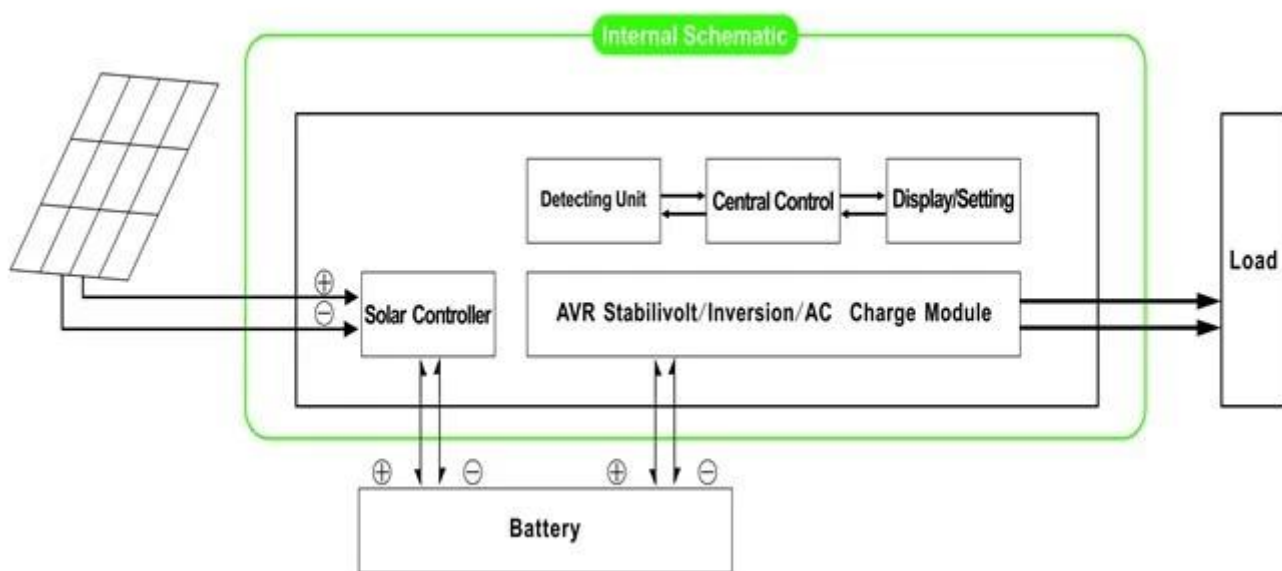 Internal Schematic
Detecting Unit
Central Control
Display/Setting
Load
⊕
⊖
Solar Controller
AVR Stabilivolt/Inversion/AC Charge Module
⊕
⊖
⊕
⊖
Battery